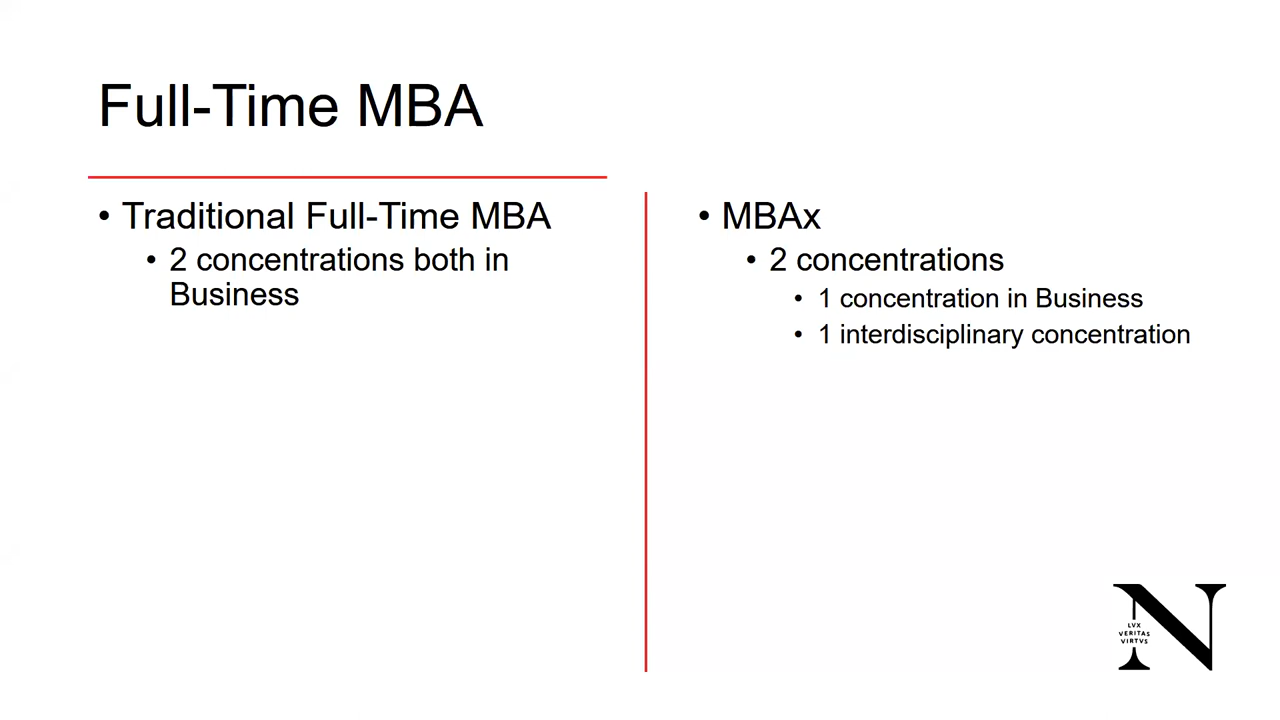 Full-Time MBA
• Traditional Full-Time MBA
• 2 concentrations both in
Business
• MBAx
• 2 concentrations
• 1 concentration in Business
• 1 interdisciplinary concentration
N
LVX
VERITAS
VIRTVS